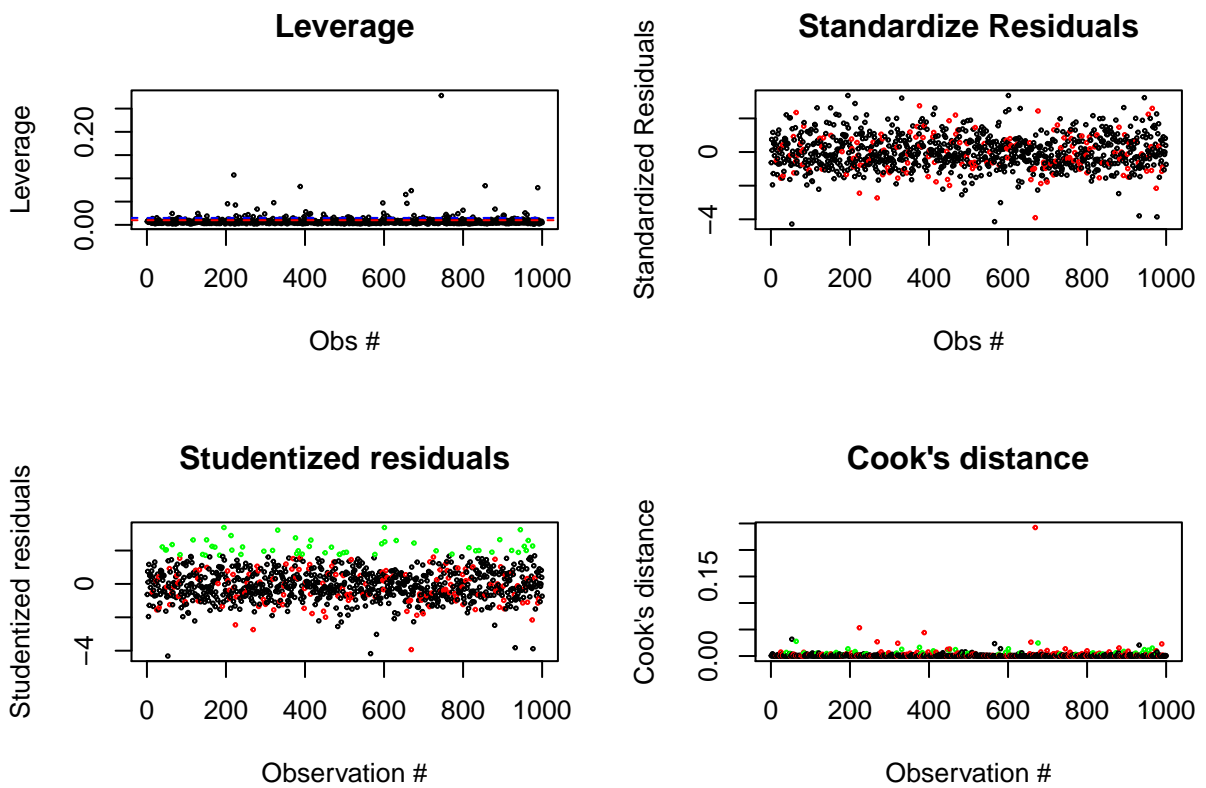 Leverage
Leverage
0.00 0.20
0 200 400 600 800 1000
Obs #
Standardize Residuals
Standardized Residuals
−4 0
0 200 400 600 800 1000
Obs #
Studentized residuals
Studentized residuals
−4 0
0 200 400 600 800 1000
Observation #
Cook's distance
Cook's distance
0.00 0.15
0 200 400 600 800 1000
Observation #